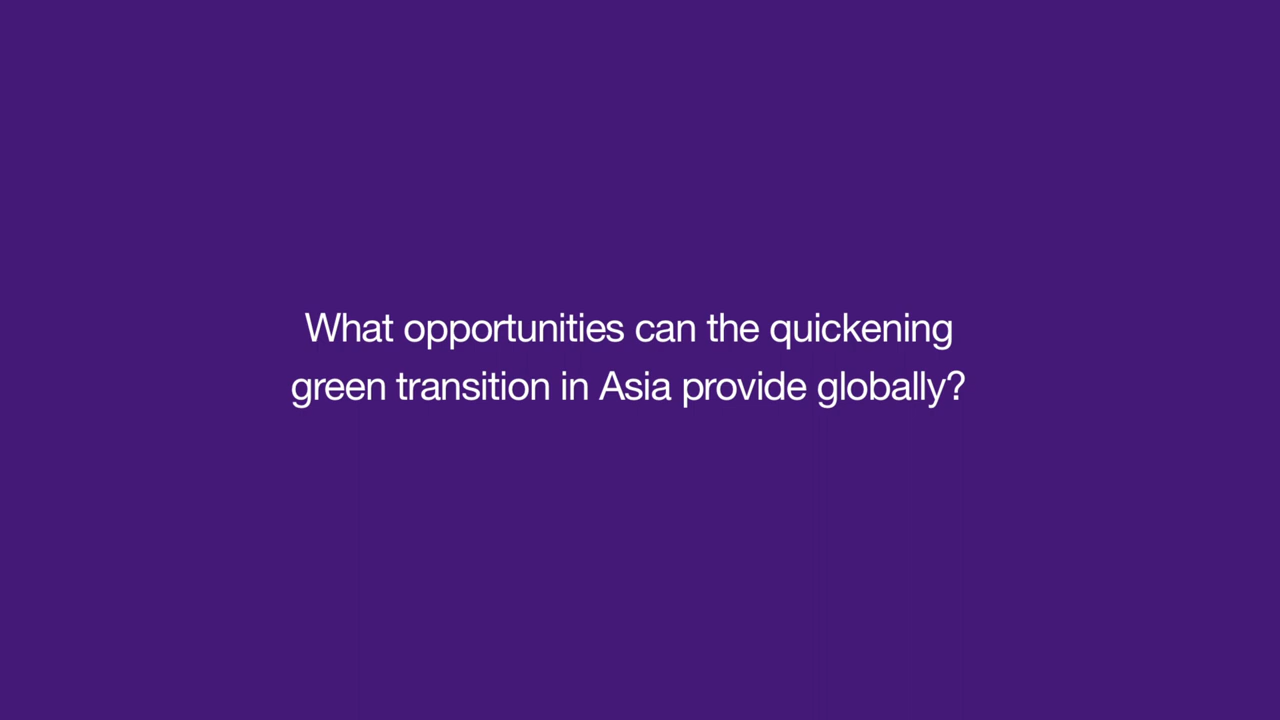 What opportunities can the quickening
green transition in Asia provide globally?